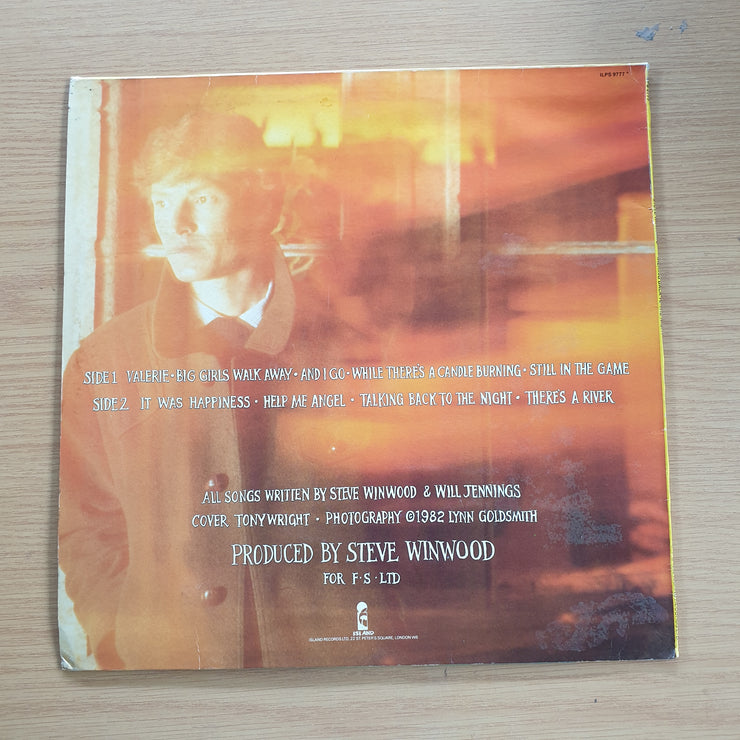 ILPS 9777
SIDE 1 VALERIE • BIG GIRLS WALK AWAY • AND I GO • WHILE THERE'S A CANDLE BURNING • STILL IN THE GAME
SIDE 2 IT WAS HAPPINESS • HELP ME ANGEL • TALKING BACK TO THE NIGHT • THERE'S A RIVER
ALL SONGS WRITTEN BY STEVE WINWOOD & WILL JENNINGS
COVER TONY WRIGHT • PHOTOGRAPHY ©1982 LYNN GOLDSMITH
PRODUCED BY STEVE WINWOOD
FOR F•S•LTD
ISLAND
ISLAND RECORDS LTD, 22 ST. PETER'S SQUARE, LONDON W6